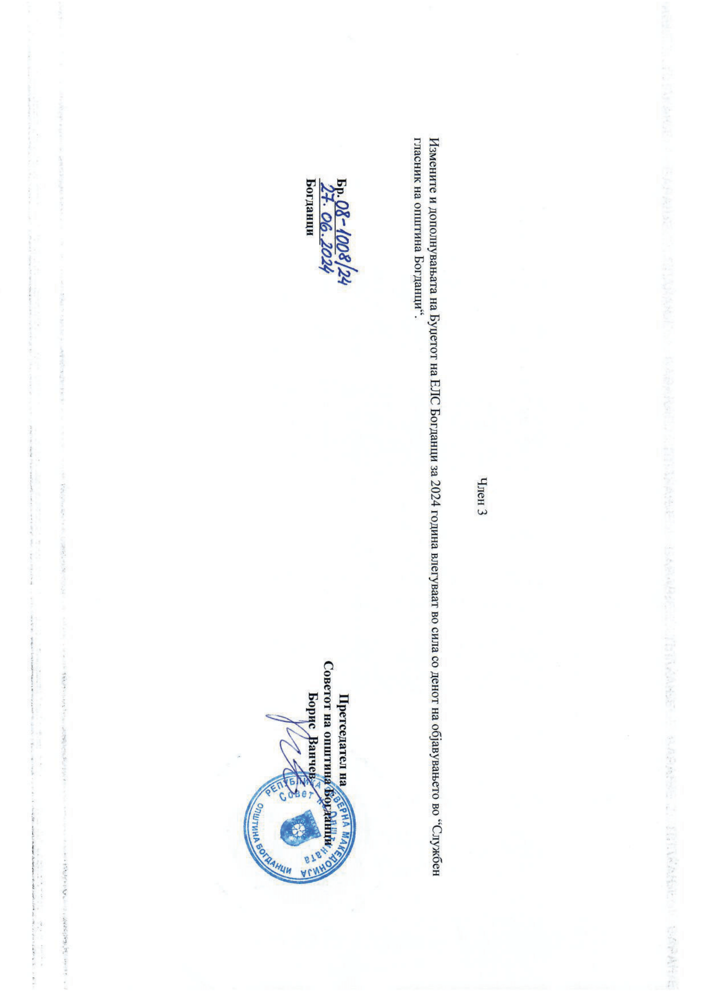 Член 3
Измените и дополнувањата на Буџетот на ЕЛС Богданци за 2024 година влегуваат во сила со денот на објавувањето во “Службен
гласник на општина Богданци“.
Бр. 08-1008/24
27. 06. 2024
Богданци
Претседател на
Советот на општина Богданци
Борис Ванчев
РЕПУБЛИКА СЕВЕРНА МАКЕДОНИЈА
Совет на Општината
ОПШТИНА БОГДАНЦИ